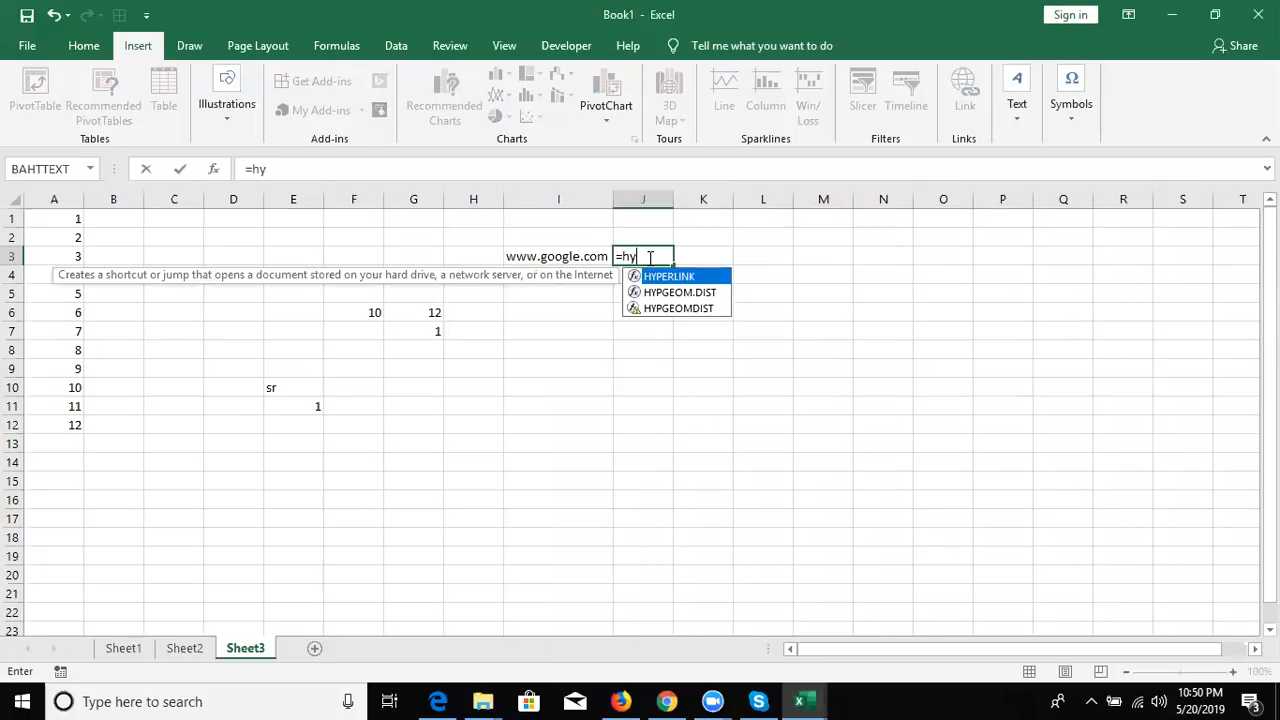 Book1 - Excel
Sign in
File Home Insert Draw Page Layout Formulas Data Review View Developer Help Tell me what you want to do Share
PivotTable
Recommended PivotTables
Table
Tables
Illustrations
Get Add-ins
My Add-ins
Add-ins
Recommended Charts
PivotChart
Charts
3D Map
Tours
Line
Column
Win/ Loss
Sparklines
Slicer
Timeline
Filters
Link
Links
Text
Symbols
BAHTTEXT
fx
=hy
A B C D E F G H I J K L M N O P Q R S T
1 1
2 2
3 3 www.google.com =hy
4 Creates a shortcut or jump that opens a document stored on your hard drive, a network server, or on the Internet HYPERLINK
HYPGEOM.DIST
HYPGEOMDIST
5 5
6 6 10 12
7 7 1
8 8
9 9
10 10 sr
11 11 1
12 12
13
14
15
16
17
18
19
20
21
22
23
Sheet1 Sheet2 Sheet3
Enter
100%
Type here to search
10:50 PM
5/20/2019
3